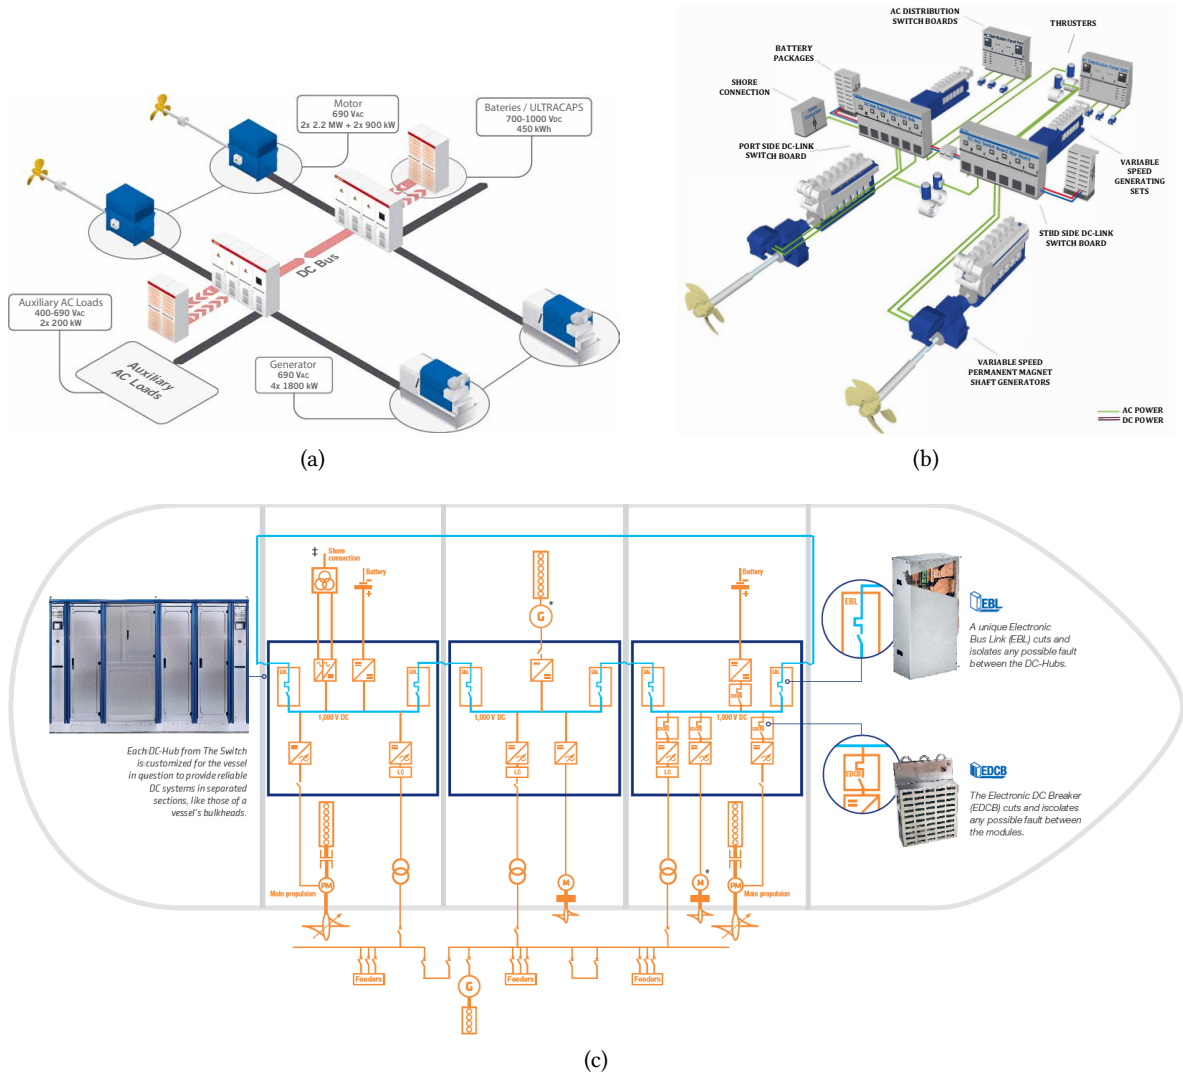 Motor
690 VAC
2x 2.2 MW + 2x 900 kW
Bateries / ULTRACAPS
700-1000 VDC
450 kWh
DC Bus
Auxiliary AC Loads
400-690 VAC
2x 200 kW
Auxiliary
AC Loads
Generator
690 VAC
4x 1800 kW
(a)
AC DISTRIBUTION
SWITCH BOARDS
THRUSTERS
BATTERY
PACKAGES
SHORE
CONNECTION
PORT SIDE DC-LINK
SWITCH BOARD
VARIABLE
SPEED
GENERATING
SETS
STBD SIDE DC-LINK
SWITCH BOARD
VARIABLE SPEED
PERMANENT MAGNET
SHAFT GENERATORS
AC POWER
DC POWER
(b)
‡ Shore
connection
Battery
- +
G *
Battery
- +
EBL
EBL
EBL
EBL
EBL
EBL
EDCB
1,000 V DC
1,000 V DC
1,000 V DC
EDCB
EDCB
EDCB
LC
LC
LC
Main propulsion
PM
M
M *
PM
Main propulsion
Feeders
Feeders
Feeders
G
Each DC-Hub from The Switch
is customized for the vessel
in question to provide reliable
DC systems in separated
sections, like those of a
vessel's bulkheads.
EBL
EBL
A unique Electronic
Bus Link (EBL) cuts and
isolates any possible fault
between the DC-Hubs.
EDCB
EDCB
The Electronic DC Breaker
(EDCB) cuts and iscolates
any possible fault between
the modules.
(c)